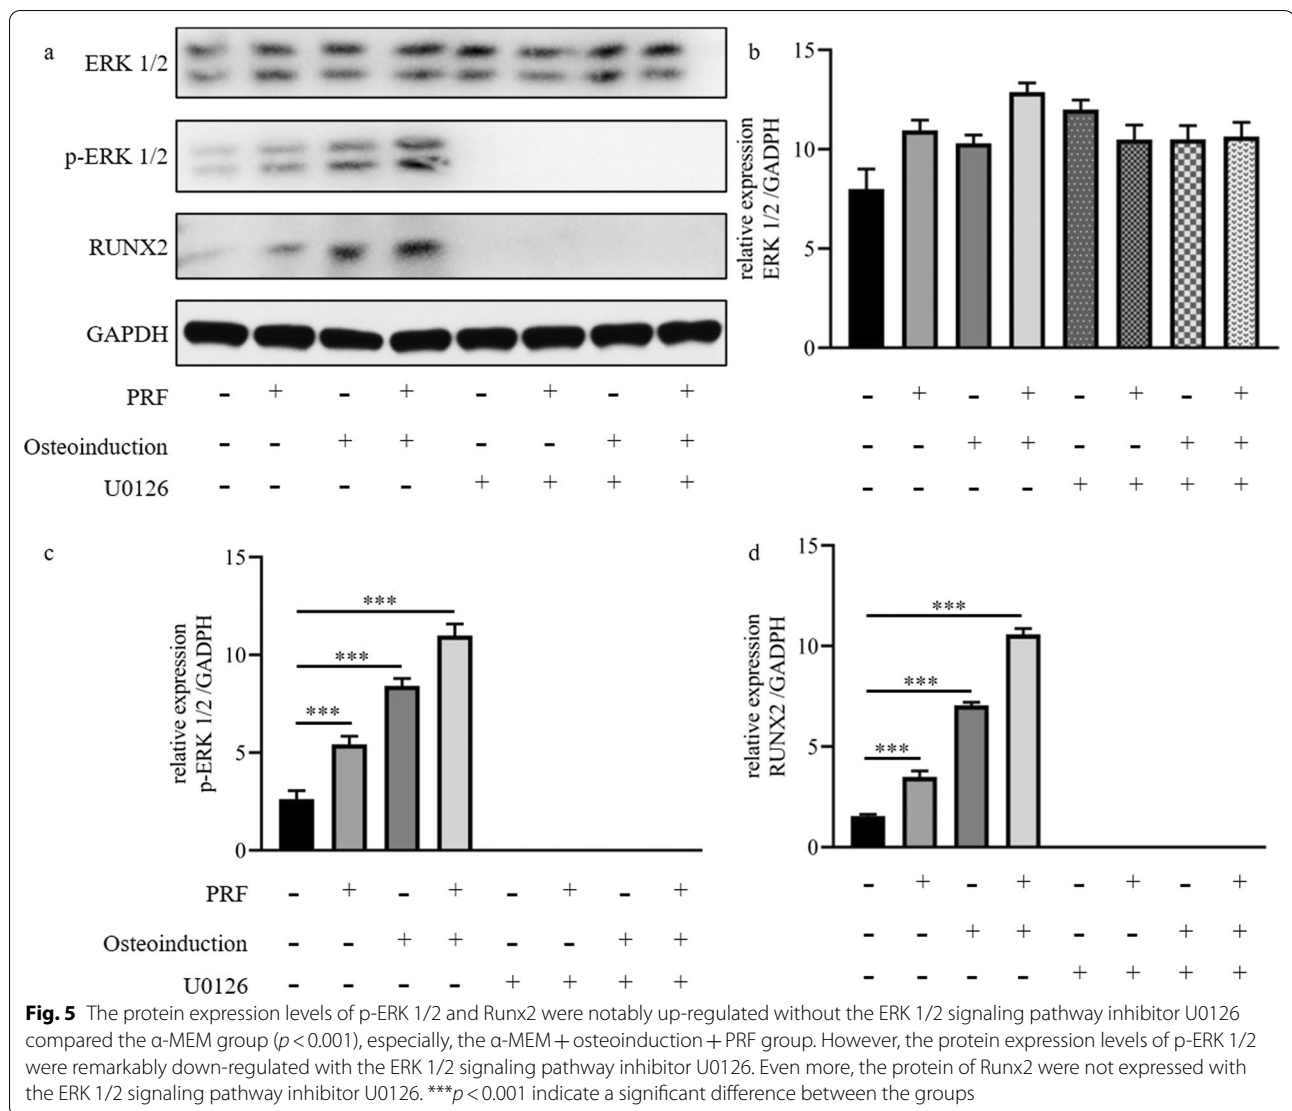 a
ERK 1/2
p-ERK 1/2
RUNX2
GAPDH
PRF - + - + - + - +
Osteoinduction - - + + - - + +
U0126 - - - - + + + +
b
relative expression
ERK 1/2 /GADPH
15
10
5
0
- + - + - + - +
- - + + - - + +
- - - - + + + +
c
relative expression
p-ERK 1/2 /GADPH
15
10
5
0
***
***
***
PRF - + - + - + - +
Osteoinduction - - + + - - + +
U0126 - - - - + + + +
d
relative expression
RUNX2 /GADPH
15
10
5
0
***
***
***
- + - + - + - +
- - + + - - + +
- - - - + + + +
Fig. 5 The protein expression levels of p-ERK 1/2 and Runx2 were notably up-regulated without the ERK 1/2 signaling pathway inhibitor U0126
compared the α-MEM group (p < 0.001), especially, the α-MEM + osteoinduction + PRF group. However, the protein expression levels of p-ERK 1/2
were remarkably down-regulated with the ERK 1/2 signaling pathway inhibitor U0126. Even more, the protein of Runx2 were not expressed with
the ERK 1/2 signaling pathway inhibitor U0126. ***p < 0.001 indicate a significant difference between the groups